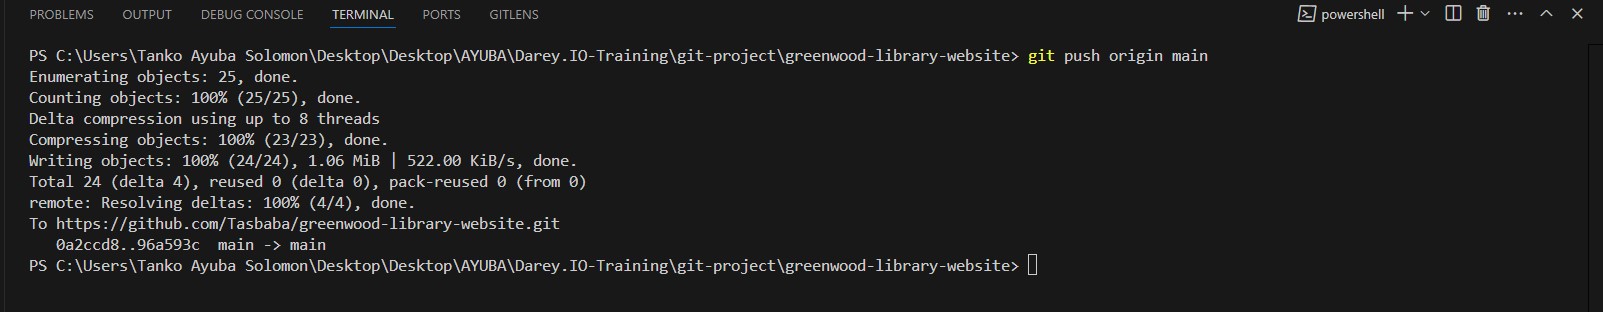 PROBLEMS OUTPUT DEBUG CONSOLE TERMINAL PORTS GITLENS powershell
PS C:\Users\Tanko Ayuba Solomon\Desktop\Desktop\AYUBA\Darey.IO-Training\git-project\greenwood-library-website> git push origin main
Enumerating objects: 25, done.
Counting objects: 100% (25/25), done.
Delta compression using up to 8 threads
Compressing objects: 100% (23/23), done.
Writing objects: 100% (24/24), 1.06 MiB | 522.00 KiB/s, done.
Total 24 (delta 4), reused 0 (delta 0), pack-reused 0 (from 0)
remote: Resolving deltas: 100% (4/4), done.
To https://github.com/Tasbaba/greenwood-library-website.git
   0a2ccd8..96a593c  main -> main
PS C:\Users\Tanko Ayuba Solomon\Desktop\Desktop\AYUBA\Darey.IO-Training\git-project\greenwood-library-website>